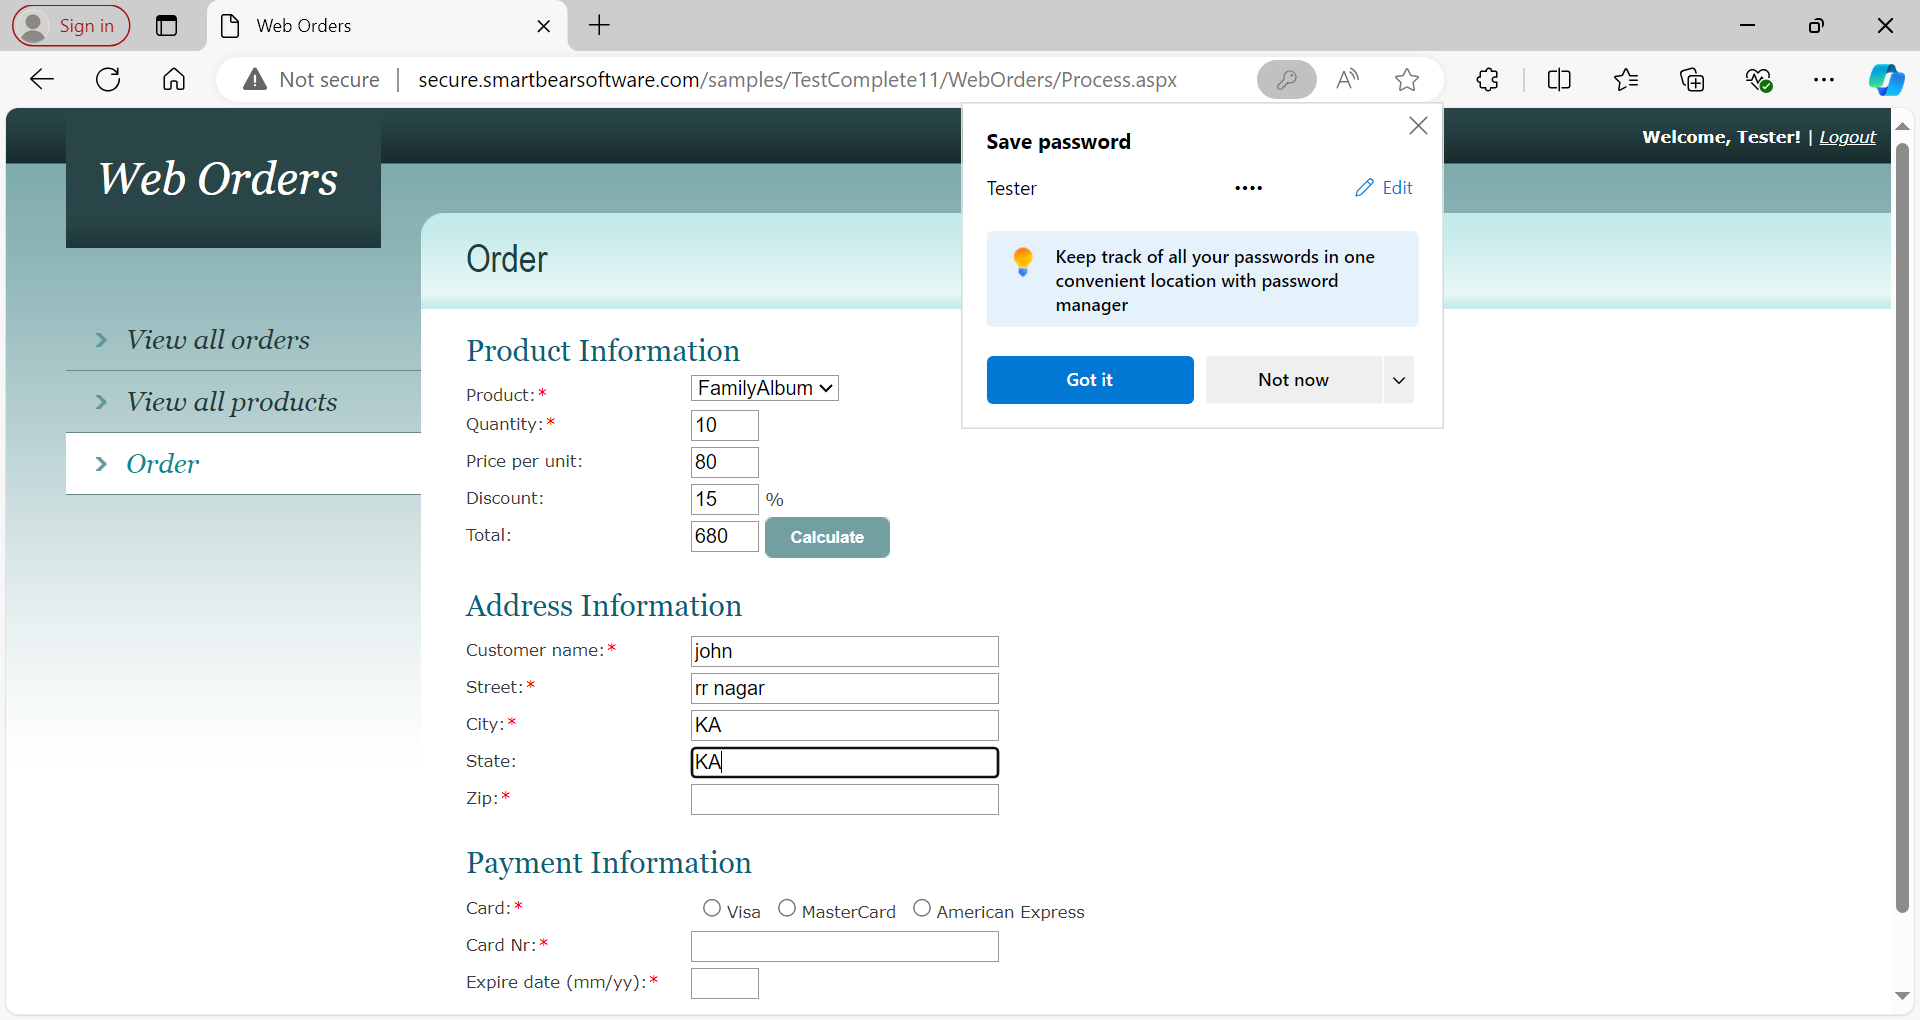 Sign in
Web Orders
Not secure
secure.smartbearsoftware.com/samples/TestComplete11/WebOrders/Process.aspx
Save password
Tester
••••
Edit
Keep track of all your passwords in one
convenient location with password
manager
Got it
Not now
Welcome, Tester! | Logout
Web Orders
View all orders
View all products
Order
Order
Product Information
Product:* FamilyAlbum
Quantity:* 10
Price per unit: 80
Discount: 15 %
Total: 680 Calculate
Address Information
Customer name:* john
Street:* rr nagar
City:* KA
State: KA
Zip:*
Payment Information
Card:* Visa MasterCard American Express
Card Nr:*
Expire date (mm/yy):*